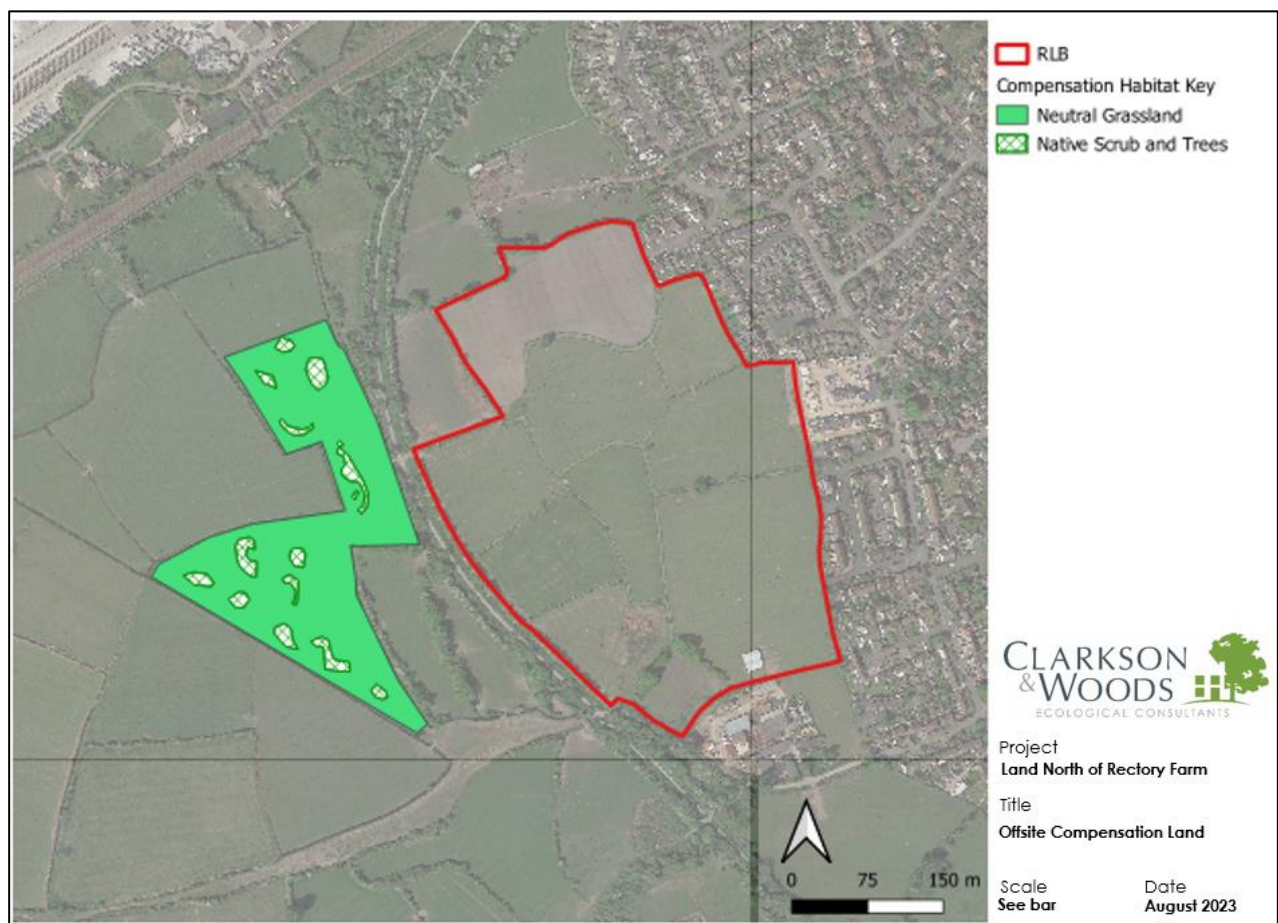 RLB
Compensation Habitat Key
Neutral Grassland
Native Scrub and Trees
CLARKSON
& WOODS
ECOLOGICAL CONSULTANTS
Project
Land North of Rectory Farm
Title
Offsite Compensation Land
Scale
See bar
Date
August 2023
0 75 150 m